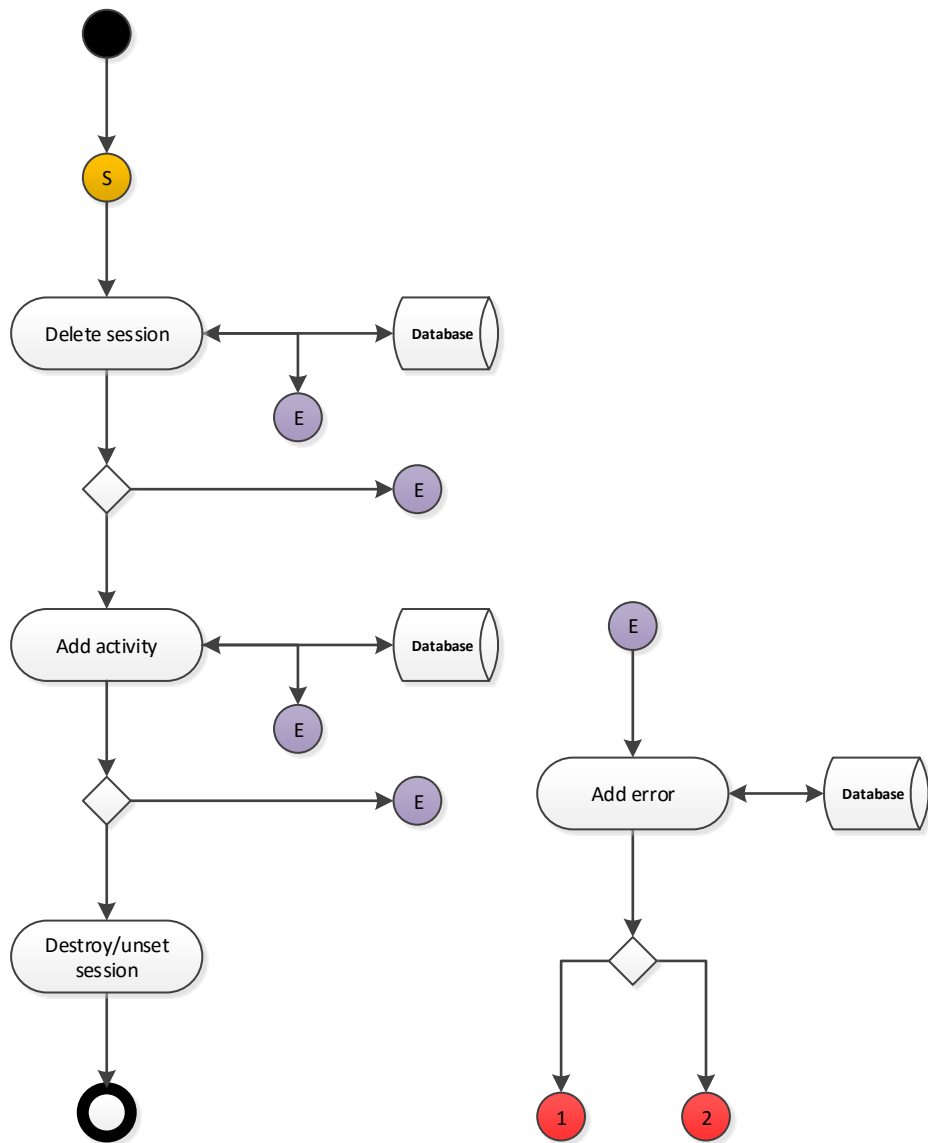 S
Delete session
Database
E
E
Add activity
Database
E
E
E
Add error
Database
Destroy/unset
session
1
2